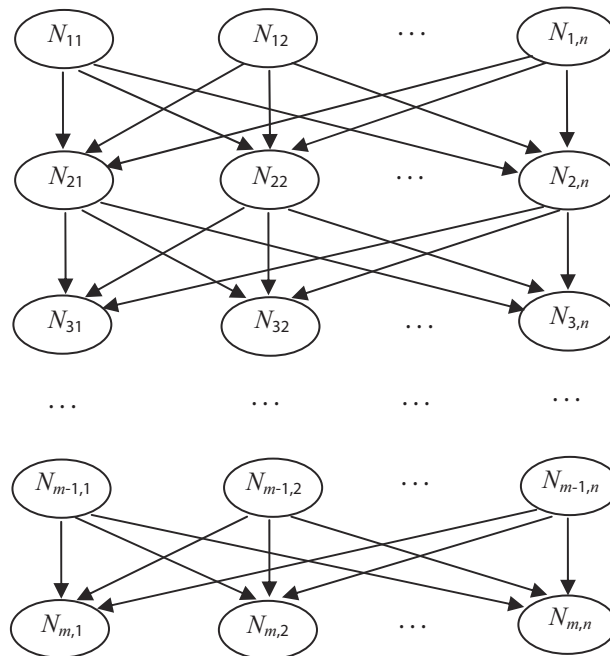 N11 N12 ... N1,n
N21 N22 ... N2,n
N31 N32 ... N3,n
... ... ... ...
Nm-1,1 Nm-1,2 ... Nm-1,n
Nm,1 Nm,2 ... Nm,n